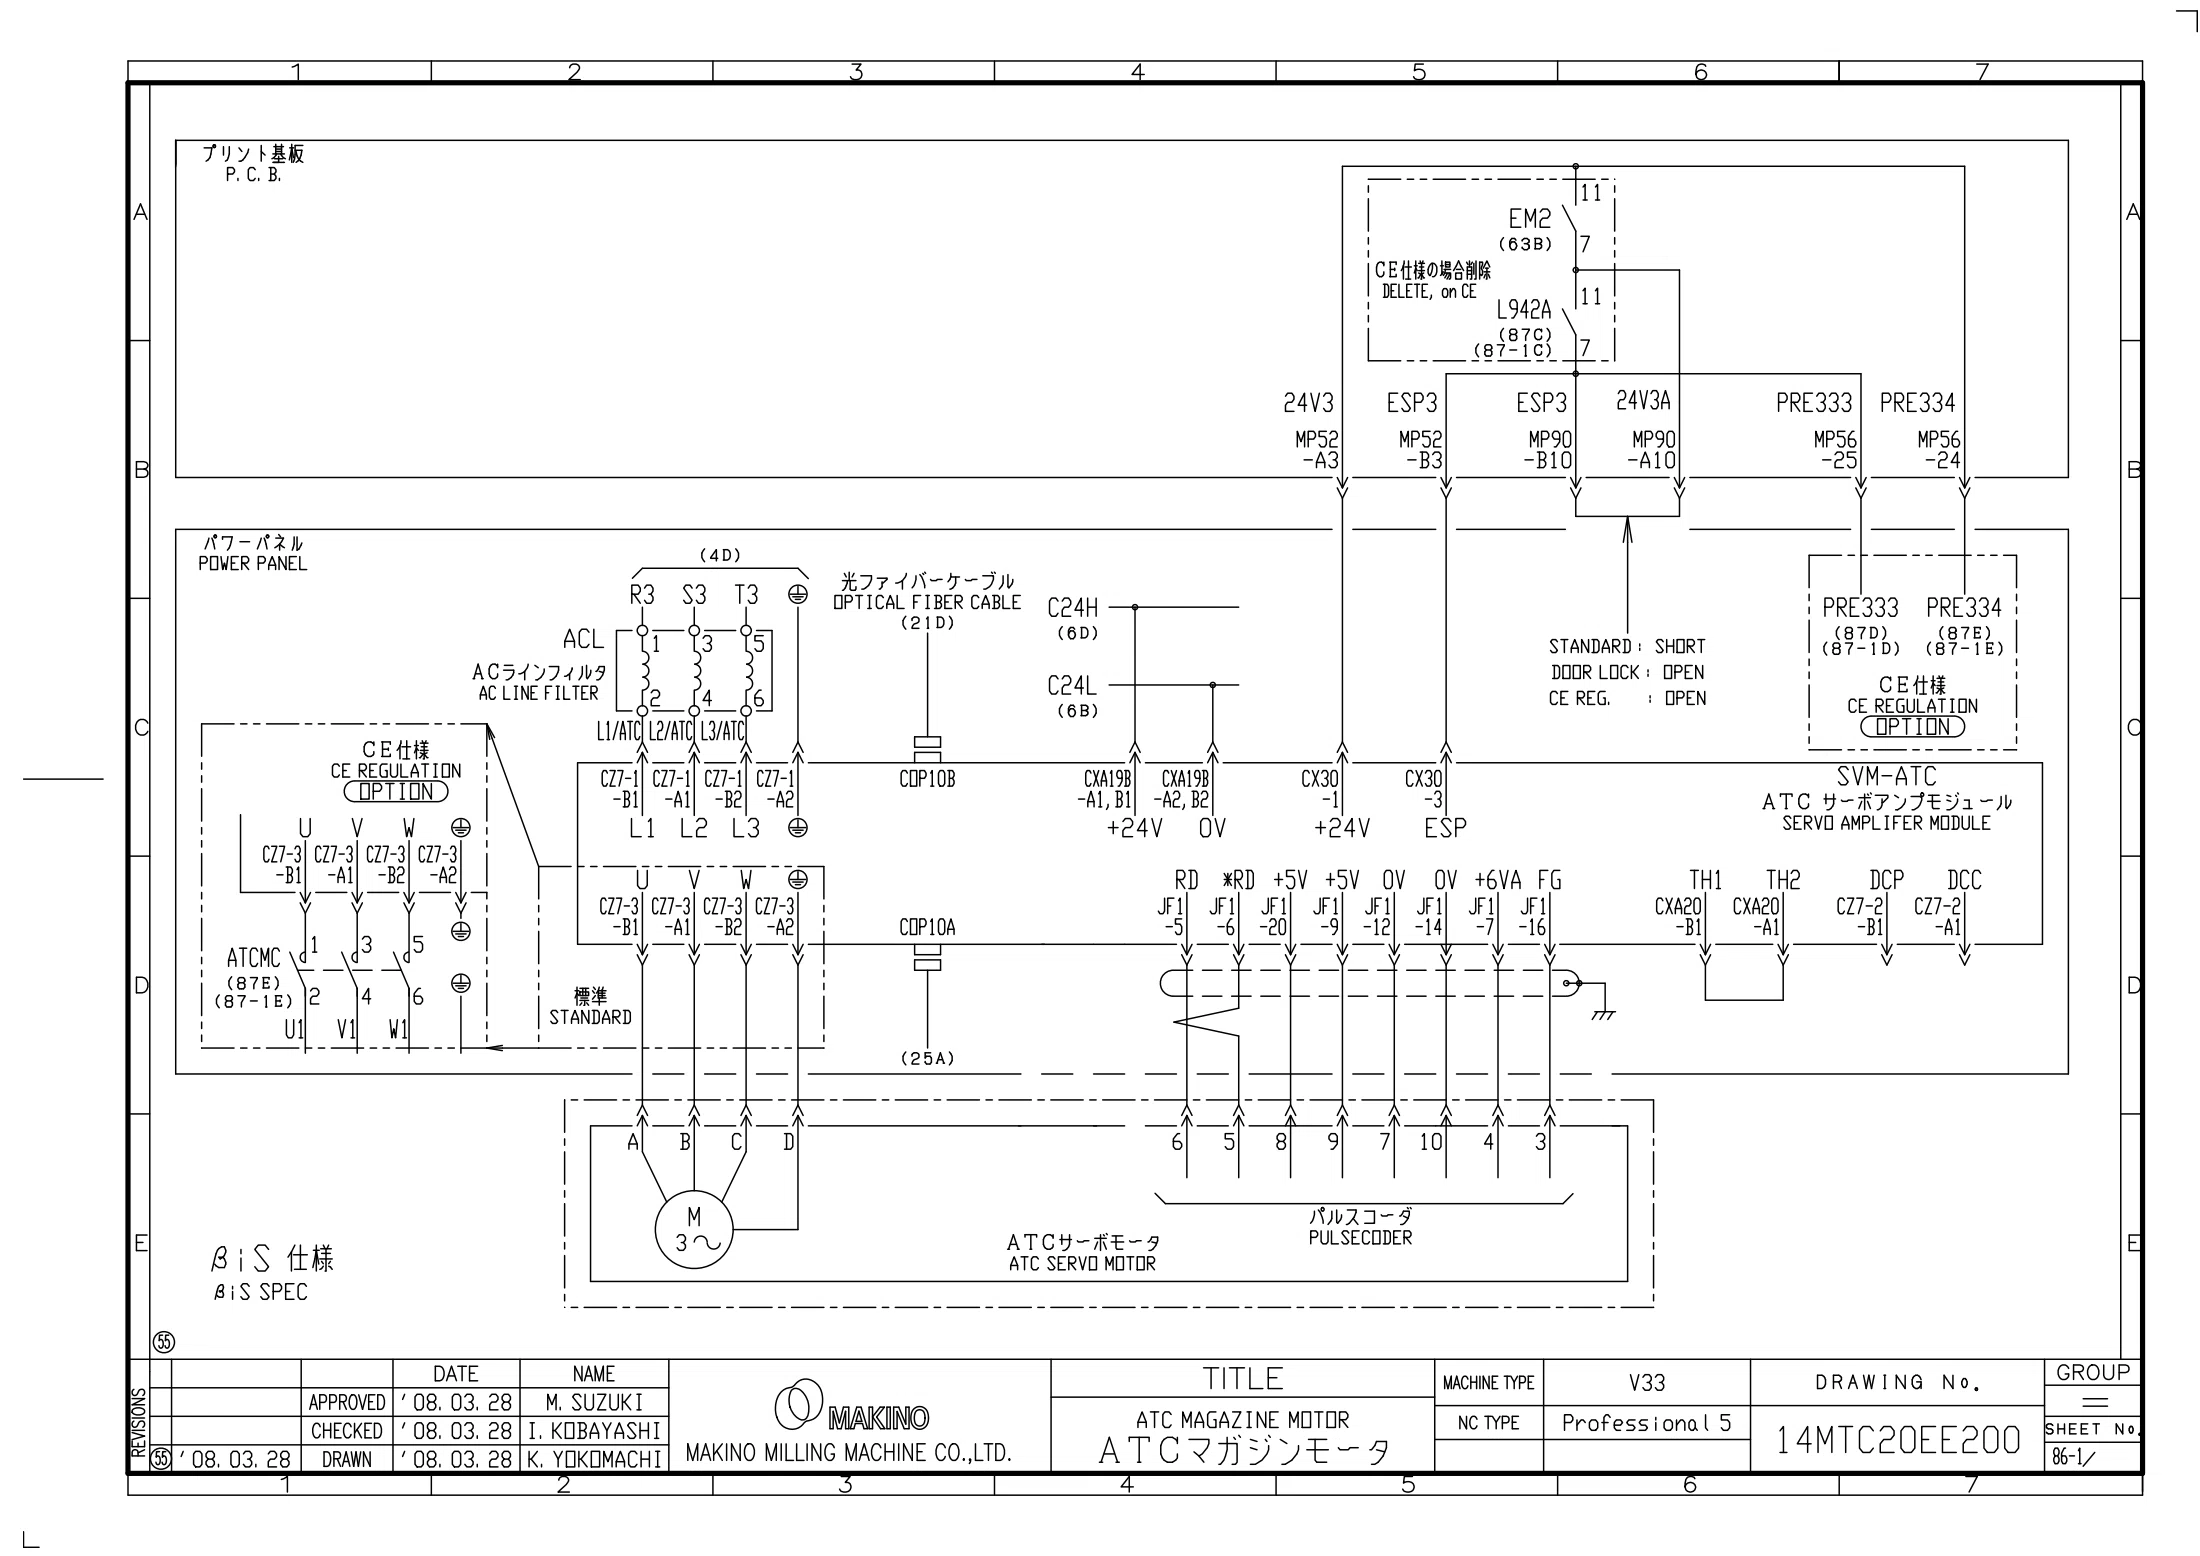 1 2 3 4 5 6 7
A
A
プリント基板
P. C. B.
11
EM2
(63B)
7
CE仕様の場合削除
DELETE, on CE
11
L942A
(87C)
(87-1C)
7
24V3 ESP3 ESP3 24V3A PRE333 PRE334
MP52 MP52 MP90 MP90 MP56 MP56
-A3 -B3 -B10 -A10 -25 -24
B
B
パワーパネル
POWER PANEL
(4D)
R3 S3 T3
光ファイバーケーブル
OPTICAL FIBER CABLE
(21D)
C24H
(6D)
ACL
1 3 5
ACラインフィルタ
AC LINE FILTER
2 4 6
L1/ATC L2/ATC L3/ATC
C24L
(6B)
STANDARD : SHORT
DOOR LOCK : OPEN
CE REG. : OPEN
PRE333 PRE334
(87D) (87E)
(87-1D) (87-1E)
CE仕様
CE REGULATION
OPTION
C
C
CE仕様
CE REGULATION
OPTION
CZ7-1 CZ7-1 CZ7-1 CZ7-1
-B1 -A1 -B2 -A2
L1 L2 L3
COP10B
CXA19B CXA19B
-A1, B1 -A2, B2
+24V 0V
CX30 CX30
-1 -3
+24V ESP
SVM-ATC
ATC サーボアンプモジュール
SERVO AMPLIFER MODULE
U V W
CZ7-3 CZ7-3 CZ7-3 CZ7-3
-B1 -A1 -B2 -A2
U V W
CZ7-3 CZ7-3 CZ7-3 CZ7-3
-B1 -A1 -B2 -A2
COP10A
RD *RD +5V +5V 0V 0V +6VA FG
JF1 JF1 JF1 JF1 JF1 JF1 JF1 JF1
-5 -6 -20 -9 -12 -14 -7 -16
TH1 TH2 DCP DCC
CXA20 CXA20 CZ7-2 CZ7-2
-B1 -A1 -B1 -A1
1 3 5
ATCMC
(87E)
(87-1E)
2 4 6
U1 V1 W1
標準
STANDARD
(25A)
D
D
A B C D
6 5 8 9 7 10 4 3
M
3
パルスコーダ
PULSECODER
ATCサーボモータ
ATC SERVO MOTOR
E
E
βiS 仕様
βiS SPEC
55
REVISIONS
DATE NAME
APPROVED '08. 03. 28 M. SUZUKI
CHECKED '08. 03. 28 I. KOBAYASHI
55 '08. 03. 28 DRAWN '08. 03. 28 K. YOKOMACHI
MAKINO
MAKINO MILLING MACHINE CO.,LTD.
TITLE
ATC MAGAZINE MOTOR
ATCマガジンモータ
MACHINE TYPE V33
NC TYPE Professional 5
DRAWING No.
14MTC20EE200
GROUP
=
SHEET No.
86-1/
1 2 3 4 5 6 7